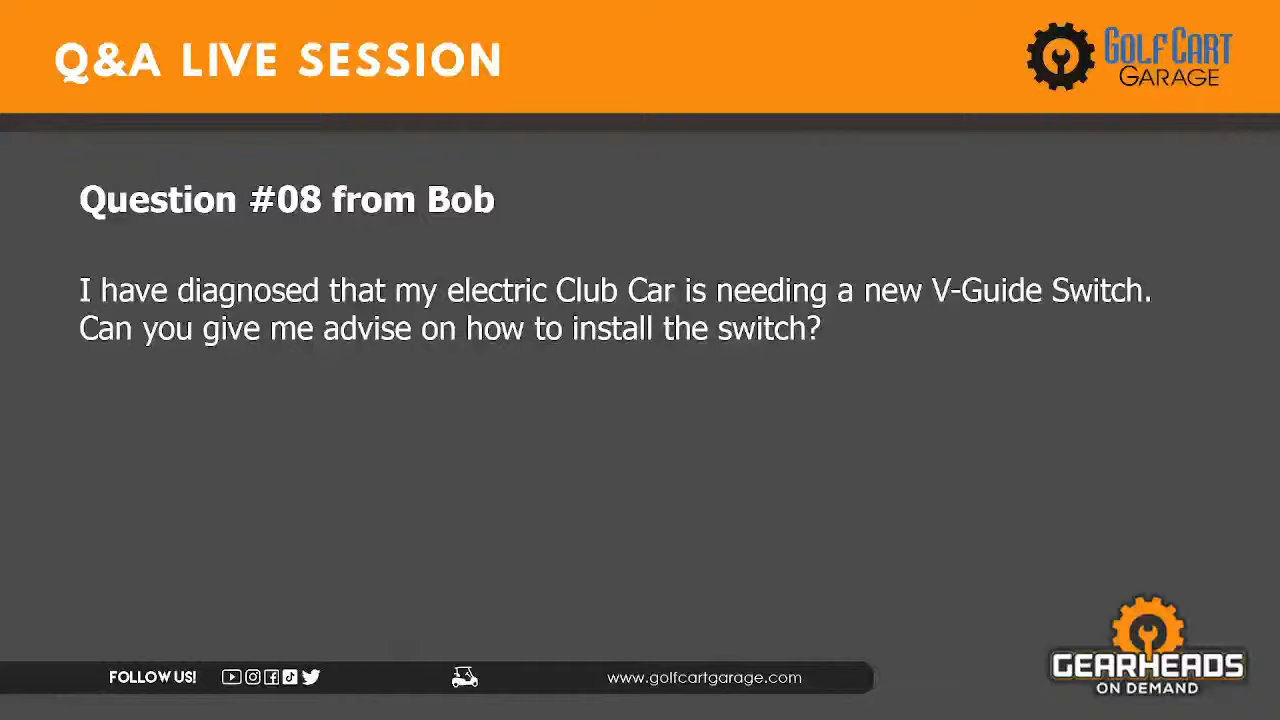 Q&A LIVE SESSION
GOLF CART
GARAGE
Question #08 from Bob
I have diagnosed that my electric Club Car is needing a new V-Guide Switch.
Can you give me advise on how to install the switch?
FOLLOW US!
www.golfcartgarage.com
GEARHEADS
ON DEMAND